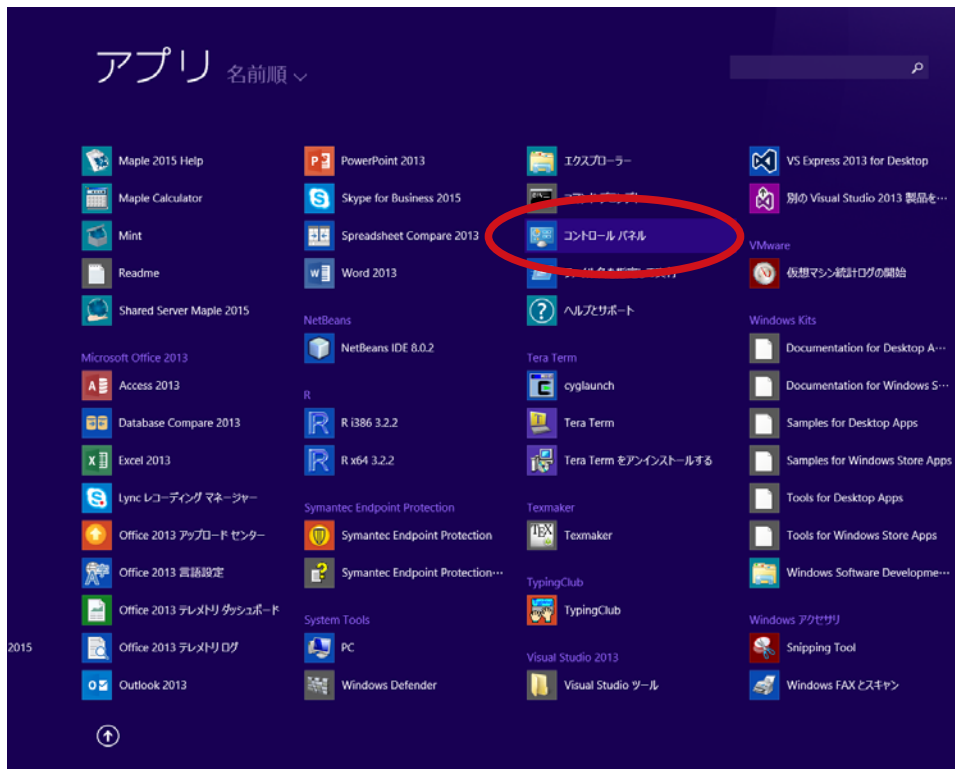 アプリ 名前順
Maple 2015 Help
Maple Calculator
Mint
Readme
Shared Server Maple 2015
Microsoft Office 2013
Access 2013
Database Compare 2013
Excel 2013
Lync レコーディング マネージャー
Office 2013 アップロード センター
Office 2013 言語設定
Office 2013 テレメトリ ダッシュボード
2015
Office 2013 テレメトリ ログ
Outlook 2013
PowerPoint 2013
Skype for Business 2015
Spreadsheet Compare 2013
Word 2013
NetBeans
NetBeans IDE 8.0.2
R
R i386 3.2.2
R x64 3.2.2
Symantec Endpoint Protection
Symantec Endpoint Protection
Symantec Endpoint Protection…
System Tools
PC
Windows Defender
エクスプローラー
コントロール パネル
ヘルプとサポート
Tera Term
cyglaunch
Tera Term
Tera Term をアンインストールする
Texmaker
Texmaker
TypingClub
TypingClub
Visual Studio 2013
Visual Studio ツール
VS Express 2013 for Desktop
別の Visual Studio 2013 製品を…
VMware
仮想マシン統計ログの開始
Windows Kits
Documentation for Desktop A…
Documentation for Windows S…
Samples for Desktop Apps
Samples for Windows Store Apps
Tools for Desktop Apps
Tools for Windows Store Apps
Windows Software Developme…
Windows アクセサリ
Snipping Tool
Windows FAX とスキャン